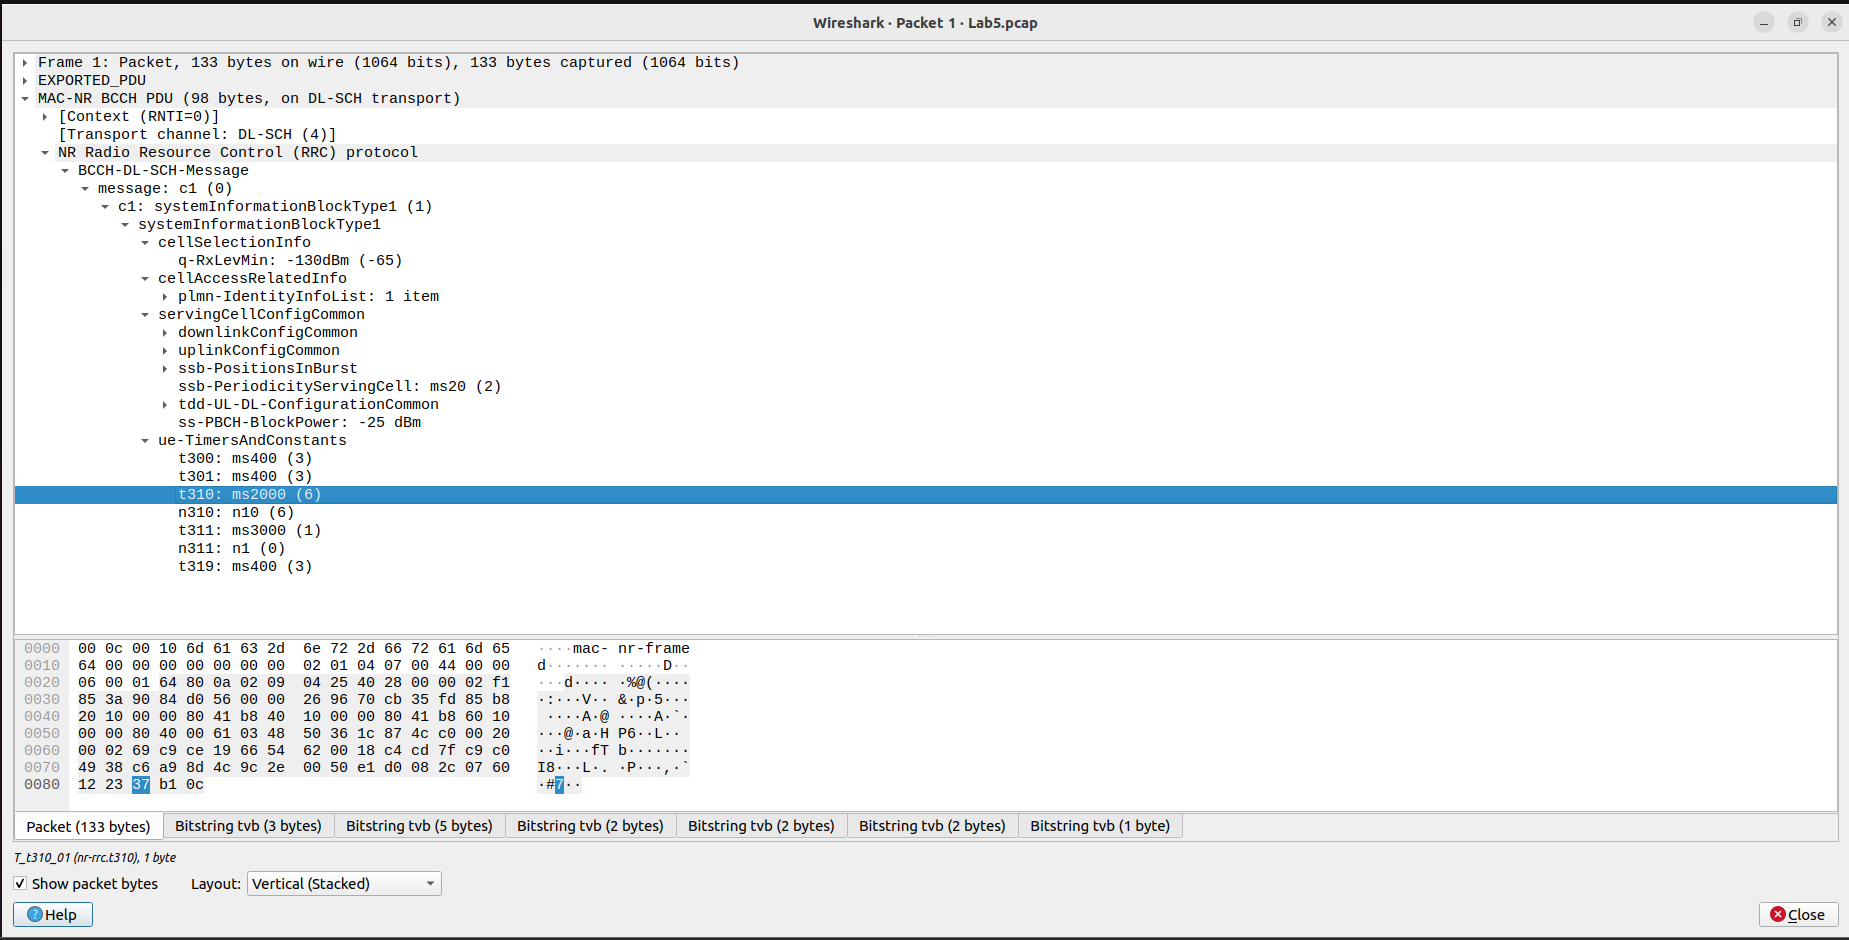 Wireshark · Packet 1 · Lab5.pcap
Frame 1: Packet, 133 bytes on wire (1064 bits), 133 bytes captured (1064 bits)
EXPORTED_PDU
MAC-NR BCCH PDU (98 bytes, on DL-SCH transport)
[Context (RNTI=0)]
[Transport channel: DL-SCH (4)]
NR Radio Resource Control (RRC) protocol
BCCH-DL-SCH-Message
message: c1 (0)
c1: systemInformationBlockType1 (1)
systemInformationBlockType1
cellSelectionInfo
q-RxLevMin: -130dBm (-65)
cellAccessRelatedInfo
plmn-IdentityInfoList: 1 item
servingCellConfigCommon
downlinkConfigCommon
uplinkConfigCommon
ssb-PositionsInBurst
ssb-PeriodicityServingCell: ms20 (2)
tdd-UL-DL-ConfigurationCommon
ss-PBCH-BlockPower: -25 dBm
ue-TimersAndConstants
t300: ms400 (3)
t301: ms400 (3)
t310: ms2000 (6)
n310: n10 (6)
t311: ms3000 (1)
n311: n1 (0)
t319: ms400 (3)
0000 00 0c 00 10 6d 61 63 2d 6e 72 2d 66 72 61 6d 65 ····mac- nr-frame
0010 64 00 00 00 00 00 00 00 02 01 04 07 00 44 00 00 d······· ·····D··
0020 06 00 01 64 80 0a 02 09 04 25 40 28 00 00 02 f1 ···d···· ·%@(····
0030 85 3a 90 84 d0 56 00 00 26 96 70 cb 35 fd 85 b8 ·:···V·· &·p·5···
0040 20 10 00 00 80 41 b8 40 10 00 00 80 41 b8 60 10 ····A·@ ····A·`·
0050 00 00 80 40 00 61 03 48 50 36 1c 87 4c c0 00 20 ···@·a·H P6··L··
0060 00 02 69 c9 ce 19 66 54 62 00 18 c4 cd 7f c9 c0 ··i···fT b·······
0070 49 38 c6 a9 8d 4c 9c 2e 00 50 e1 d0 08 2c 07 60 I8···L·. ·P···,·`
0080 12 23 37 b1 0c ·#7··
Packet (133 bytes) Bitstring tvb (3 bytes) Bitstring tvb (5 bytes) Bitstring tvb (2 bytes) Bitstring tvb (2 bytes) Bitstring tvb (2 bytes) Bitstring tvb (1 byte)
T_t310_01 (nr-rrc.t310), 1 byte
Show packet bytes Layout: Vertical (Stacked)
Help Close